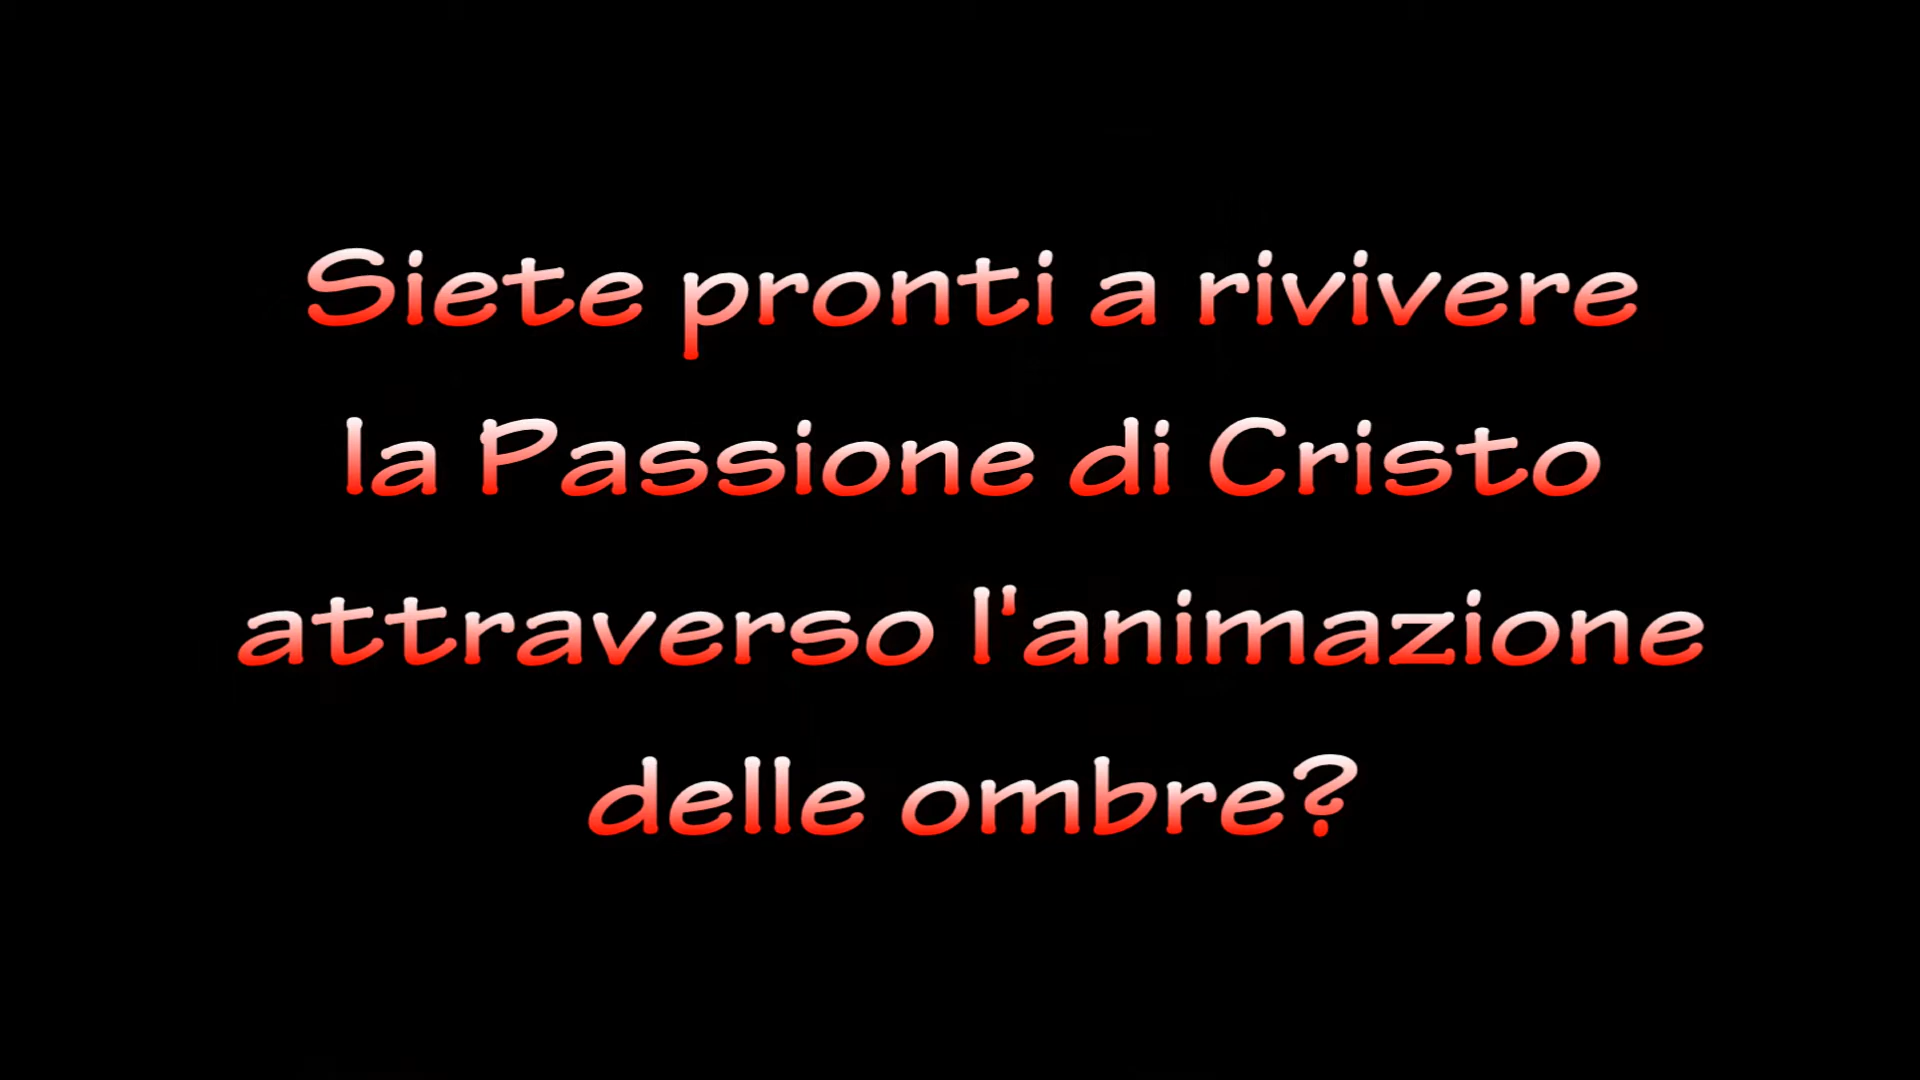 Siete pronti a rivivere
la Passione di Cristo
attraverso l'animazione
delle ombre?